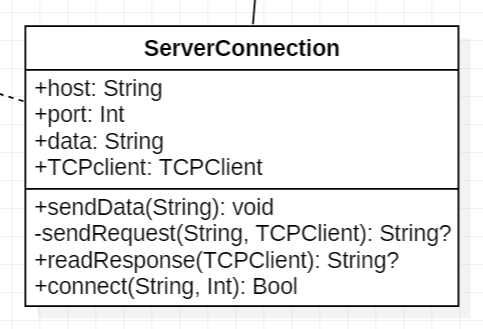 ServerConnection
+host: String
+port: Int
+data: String
+TCPclient: TCPClient
+sendData(String): void
-sendRequest(String, TCPClient): String?
+readResponse(TCPClient): String?
+connect(String, Int): Bool